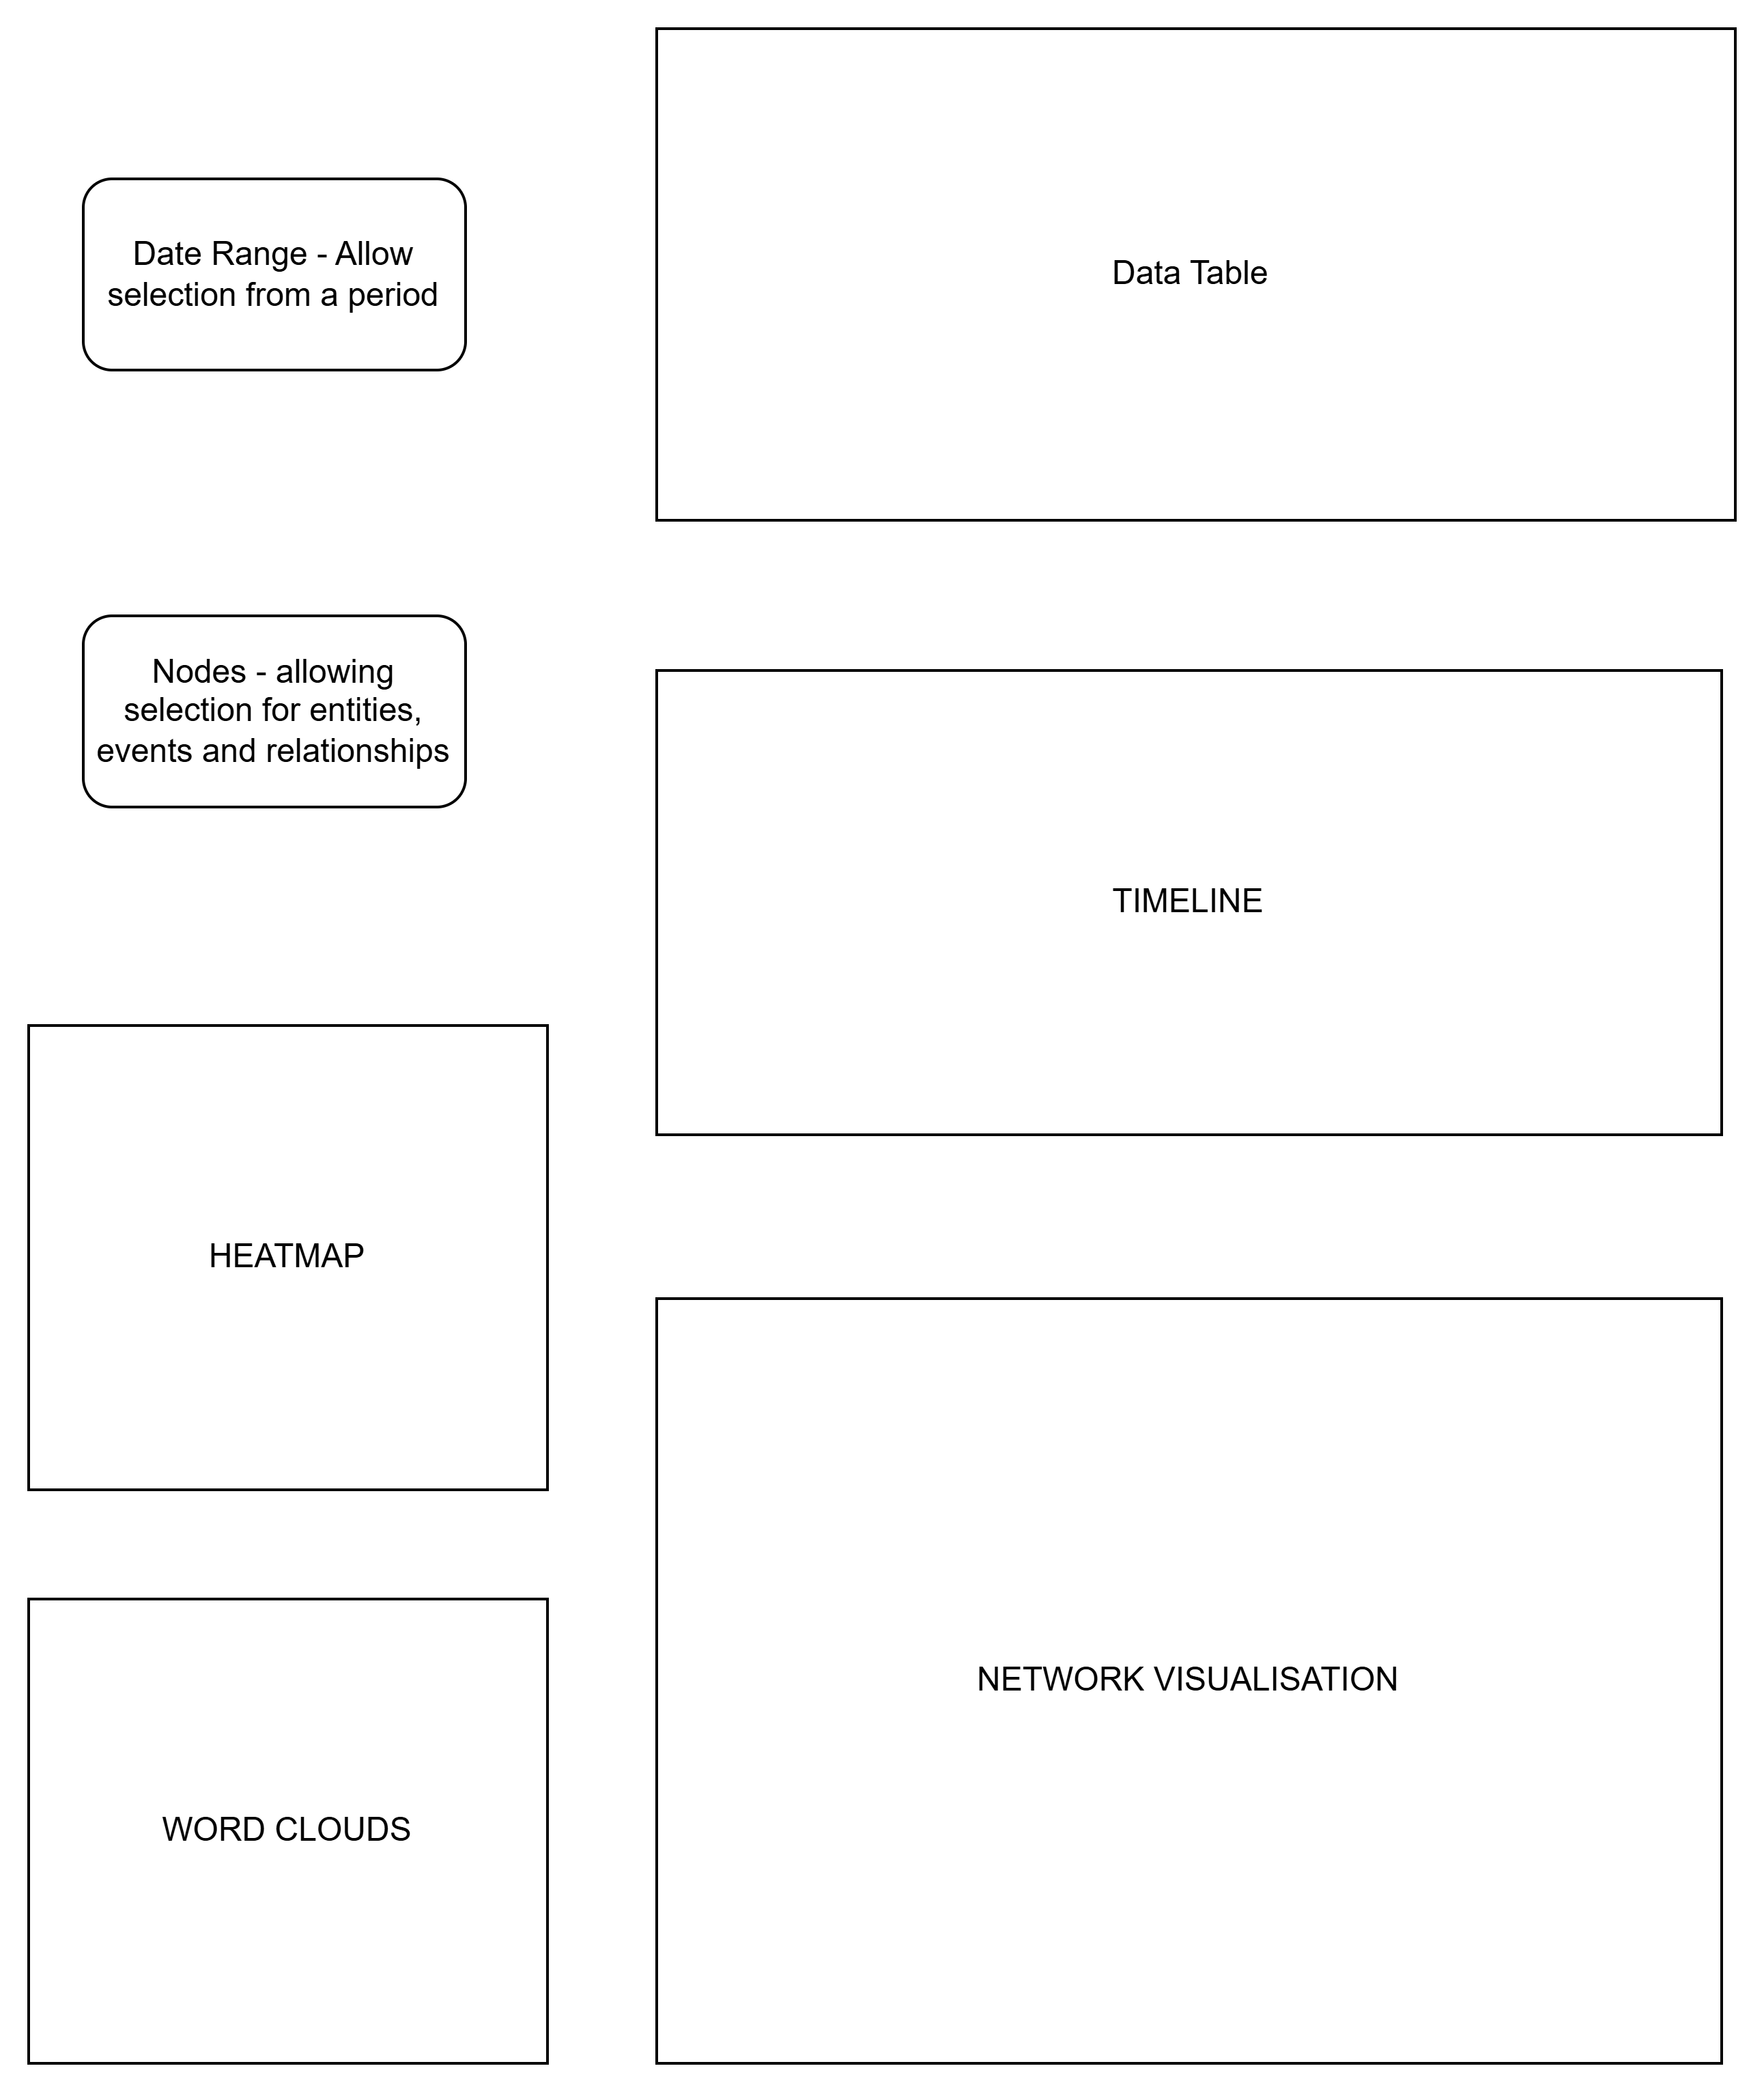 Date Range - Allow
selection from a period
Data Table
Nodes - allowing
selection for entities,
events and relationships
TIMELINE
HEATMAP
NETWORK VISUALISATION
WORD CLOUDS